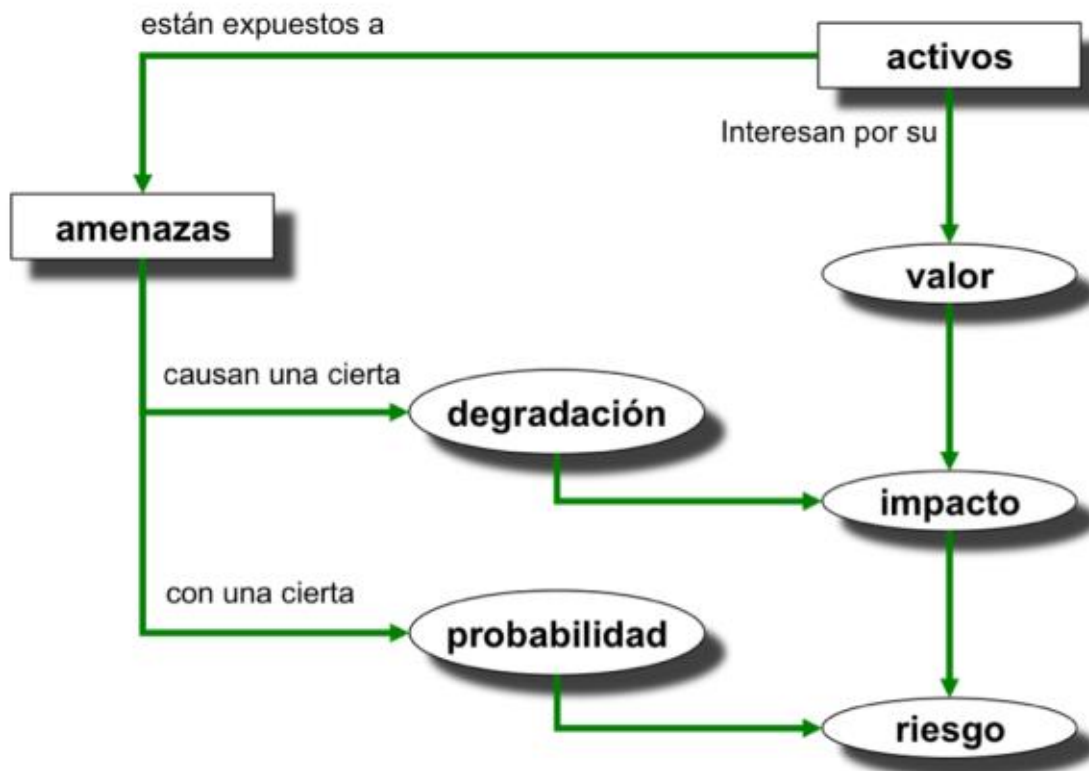 están expuestos a
activos
Interesan por su
amenazas
valor
causan una cierta
degradación
impacto
con una cierta
probabilidad
riesgo